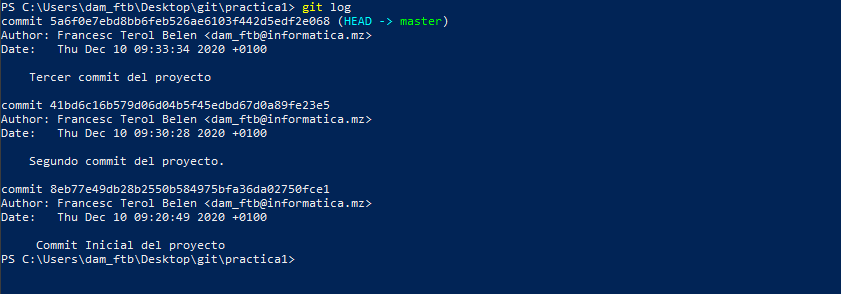 PS C:\Users\dam_ftb\Desktop\git\practica1> git log
commit 5a6f0e7ebd8bb6feb526ae6103f442d5edf2e068 (HEAD -> master)
Author: Francesc Terol Belen <dam_ftb@informatica.mz>
Date:   Thu Dec 10 09:33:34 2020 +0100

    Tercer commit del proyecto

commit 41bd6c16b579d06d04b5f45edbd67d0a89fe23e5
Author: Francesc Terol Belen <dam_ftb@informatica.mz>
Date:   Thu Dec 10 09:30:28 2020 +0100

    Segundo commit del proyecto.

commit 8eb77e49db28b2550b584975bfa36da02750fce1
Author: Francesc Terol Belen <dam_ftb@informatica.mz>
Date:   Thu Dec 10 09:20:49 2020 +0100

     Commit Inicial del proyecto
PS C:\Users\dam_ftb\Desktop\git\practica1>